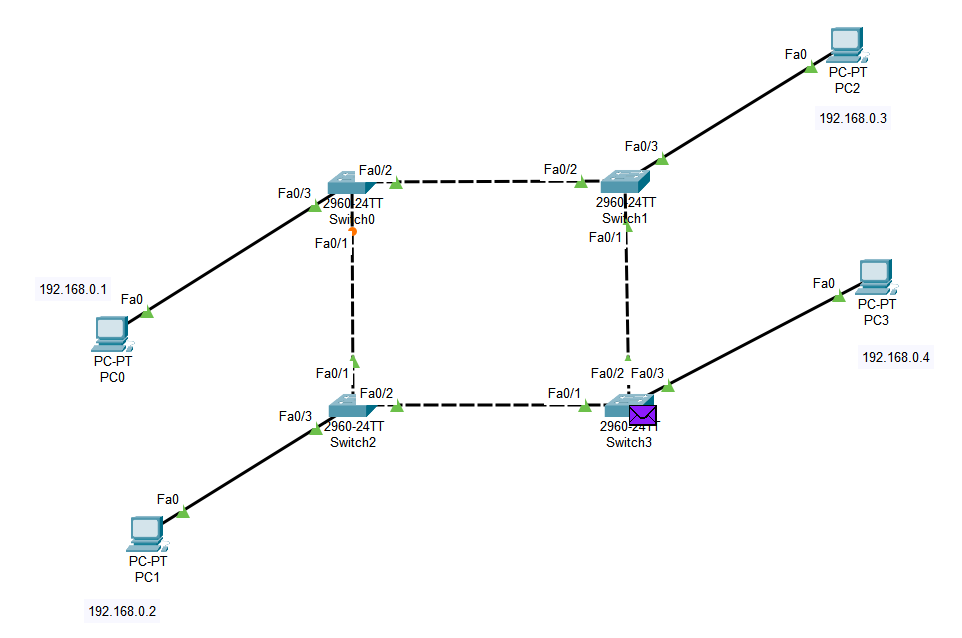 Fa0
PC-PT
PC2
192.168.0.3
Fa0/3
Fa0/2
Fa0/2
Fa0/3
2960-24TT
Switch0
2960-24TT
Switch1
Fa0/1
Fa0/1
192.168.0.1
Fa0
PC-PT
PC0
Fa0
PC-PT
PC3
192.168.0.4
Fa0/1
Fa0/2
Fa0/1
Fa0/2
Fa0/3
Fa0/3
2960-24TT
Switch2
2960-24TT
Switch3
Fa0
PC-PT
PC1
192.168.0.2